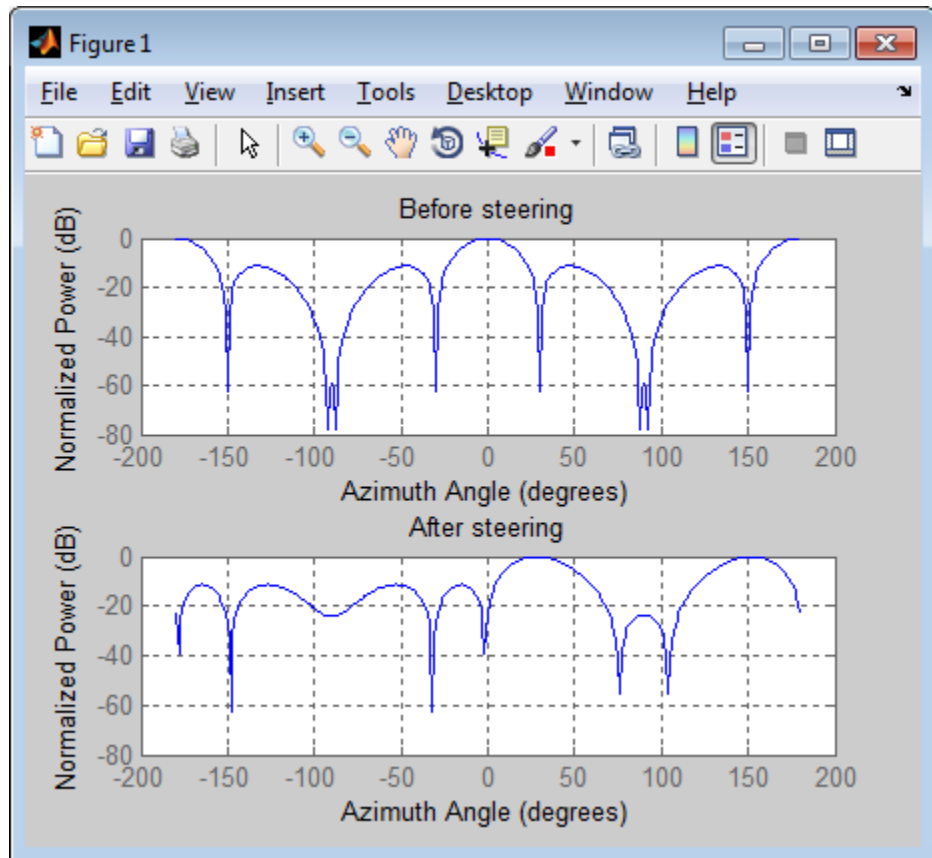 Figure 1
File Edit View Insert Tools Desktop Window Help
Before steering
Normalized Power (dB)
0
-20
-40
-60
-80
-200 -150 -100 -50 0 50 100 150 200
Azimuth Angle (degrees)
After steering
Normalized Power (dB)
0
-20
-40
-60
-80
-200 -150 -100 -50 0 50 100 150 200
Azimuth Angle (degrees)